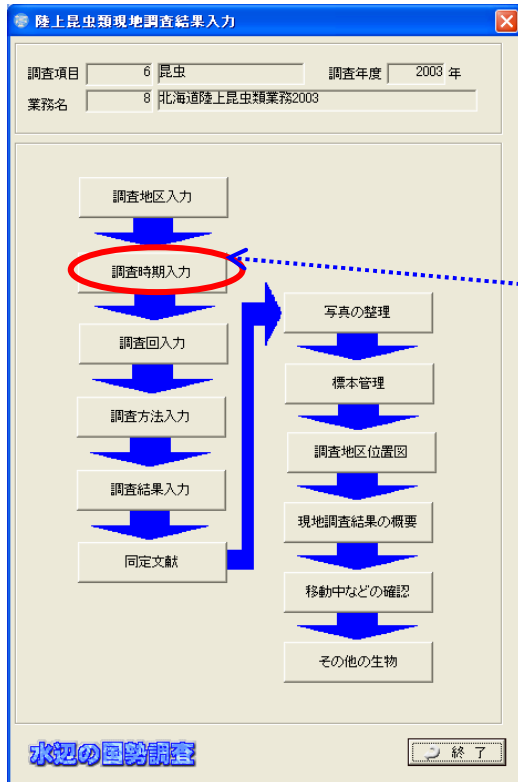 陸上昆虫類現地調査結果入力
調査項目 6 昆虫 調査年度 2003 年
業務名 8 北海道陸上昆虫類業務2003
調査地区入力
調査時期入力
調査回入力
調査方法入力
調査結果入力
同定文献
写真の整理
標本管理
調査地区位置図
現地調査結果の概要
移動中などの確認
その他の生物
水辺の国勢調査
終 了